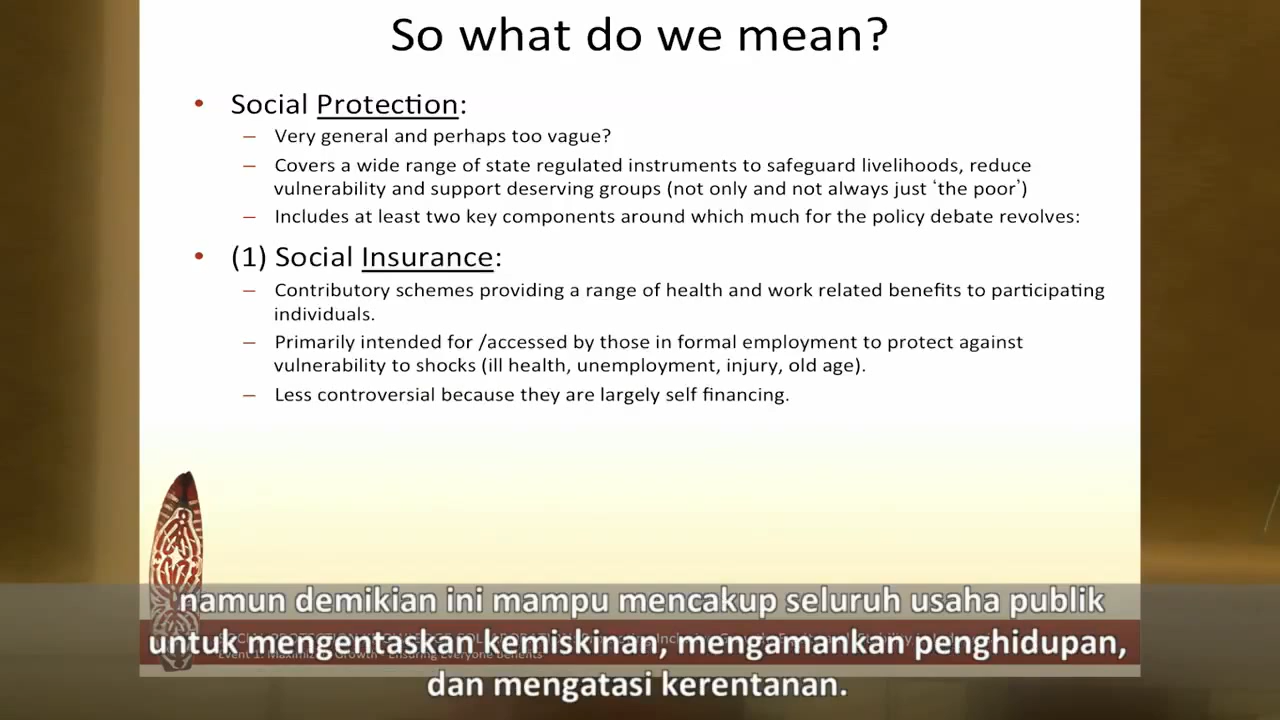 So what do we mean?
• Social Protection:
– Very general and perhaps too vague?
– Covers a wide range of state regulated instruments to safeguard livelihoods, reduce
vulnerability and support deserving groups (not only and not always just ‘the poor’)
– Includes at least two key components around which much for the policy debate revolves:
• (1) Social Insurance:
– Contributory schemes providing a range of health and work related benefits to participating
individuals.
– Primarily intended for /accessed by those in formal employment to protect against
vulnerability to shocks (ill health, unemployment, injury, old age).
– Less controversial because they are largely self financing.
namun demikian ini mampu mencakup seluruh usaha publik
untuk mengentaskan kemiskinan, mengamankan penghidupan,
dan mengatasi kerentanan.